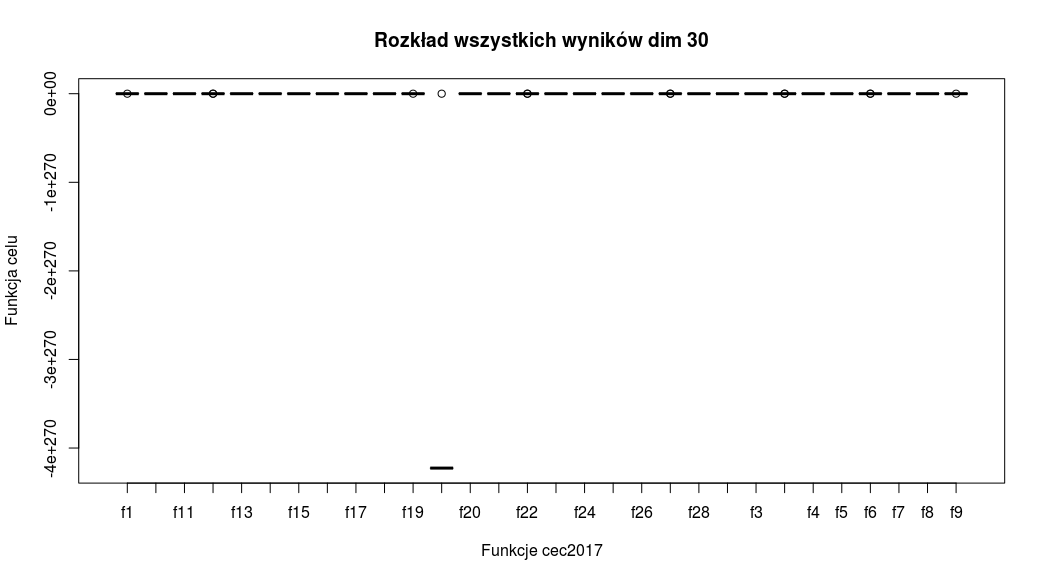 Rozkład wszystkich wyników dim 30
Funkcja celu
0e+00
-1e+270
-2e+270
-3e+270
-4e+270
f1 f11 f13 f15 f17 f19 f20 f22 f24 f26 f28 f3 f4 f5 f6 f7 f8 f9
Funkcje cec2017